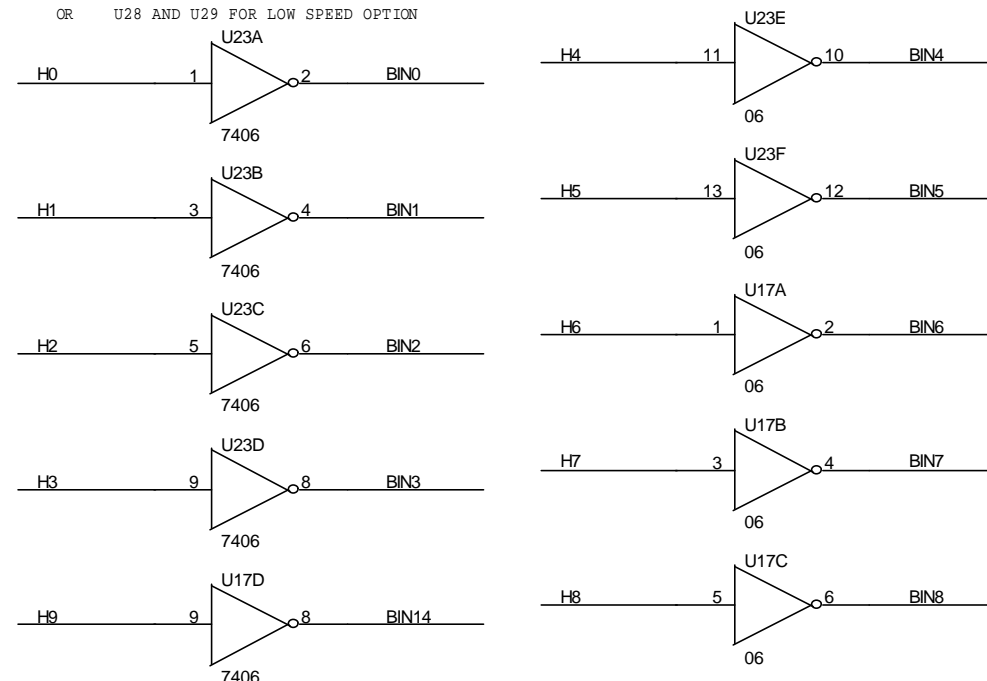 OR U28 AND U29 FOR LOW SPEED OPTION
U23A
H0 1 2 BIN0
7406
U23B
H1 3 4 BIN1
7406
U23C
H2 5 6 BIN2
7406
U23D
H3 9 8 BIN3
7406
U17D
H9 9 8 BIN14
7406
U23E
H4 11 10 BIN4
06
U23F
H5 13 12 BIN5
06
U17A
H6 1 2 BIN6
06
U17B
H7 3 4 BIN7
06
U17C
H8 5 6 BIN8
06